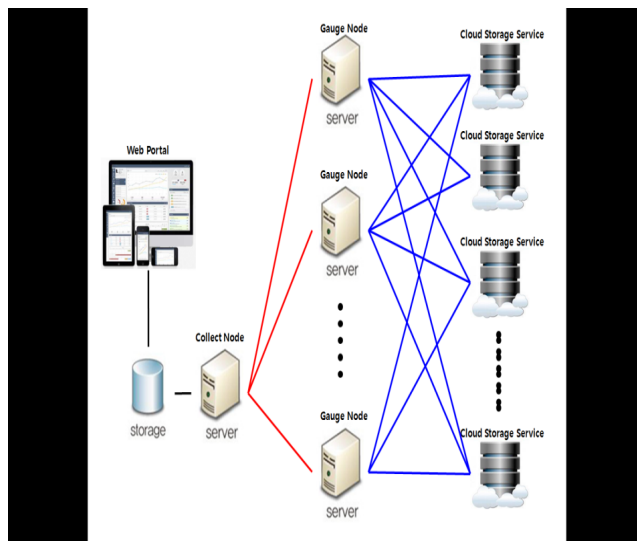 Gauge Node
Cloud Storage Service
server
Cloud Storage Service
Web Portal
Gauge Node
server
Cloud Storage Service
Collect Node
storage
server
Gauge Node
Cloud Storage Service
server